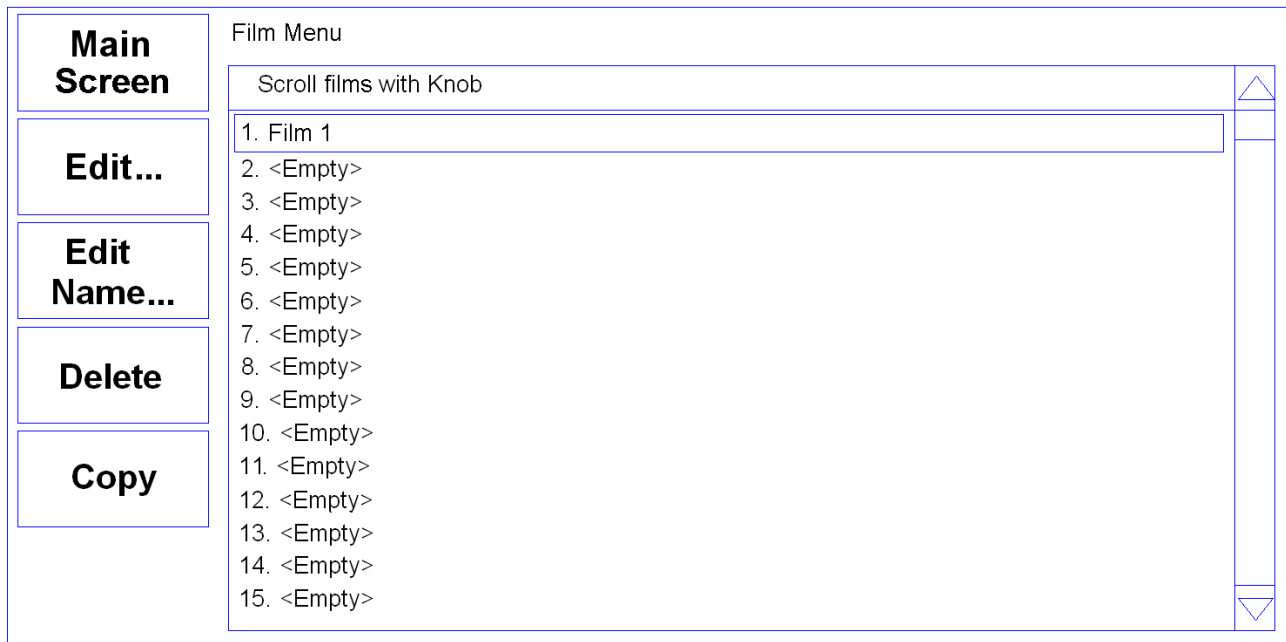 Main
Screen
Edit...
Edit
Name...
Delete
Copy
Film Menu
Scroll films with Knob
1. Film 1
2. <Empty>
3. <Empty>
4. <Empty>
5. <Empty>
6. <Empty>
7. <Empty>
8. <Empty>
9. <Empty>
10. <Empty>
11. <Empty>
12. <Empty>
13. <Empty>
14. <Empty>
15. <Empty>